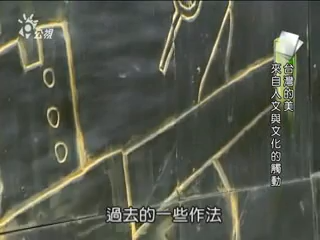 公視
台灣的美
來自人文與文化的觸動
過去的一些作法